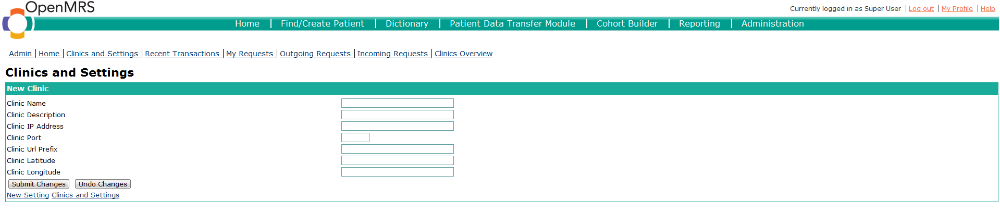 OpenMRS
Currently logged in as Super User | Log out | My Profile | Help
Home | Find/Create Patient | Dictionary | Patient Data Transfer Module | Cohort Builder | Reporting | Administration
Admin | Home | Clinics and Settings | Recent Transactions | My Requests | Outgoing Requests | Incoming Requests | Clinics Overview
Clinics and Settings
New Clinic
Clinic Name
Clinic Description
Clinic IP Address
Clinic Port
Clinic Url Prefix
Clinic Latitude
Clinic Longitude
Submit Changes Undo Changes
New Setting Clinics and Settings